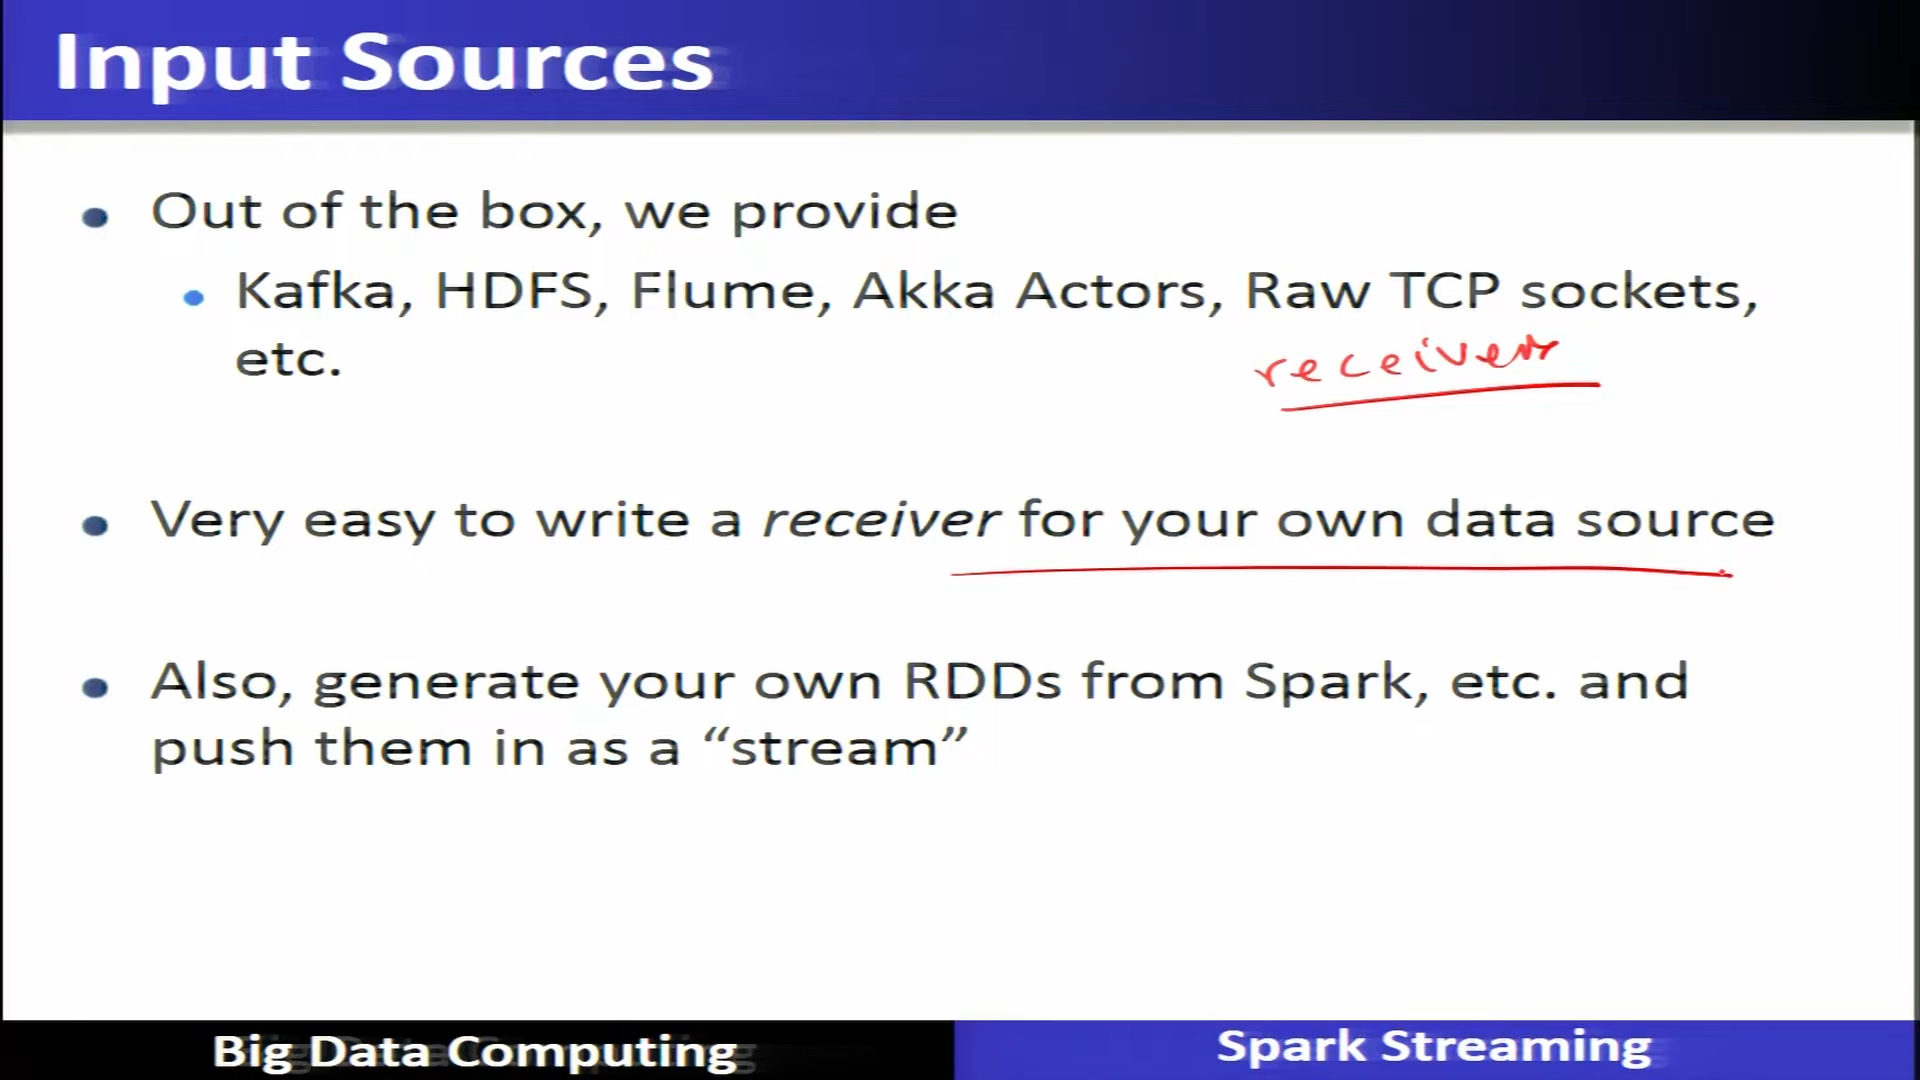 Input Sources
Out of the box, we provide
Kafka, HDFS, Flume, Akka Actors, Raw TCP sockets,
etc.
receiver
Very easy to write a receiver for your own data source
Also, generate your own RDDs from Spark, etc. and
push them in as a “stream”
Big Data Computing
Spark Streaming